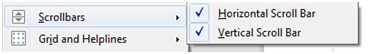 Scrollbars
Grid and Helplines
Horizontal Scroll Bar
Vertical Scroll Bar